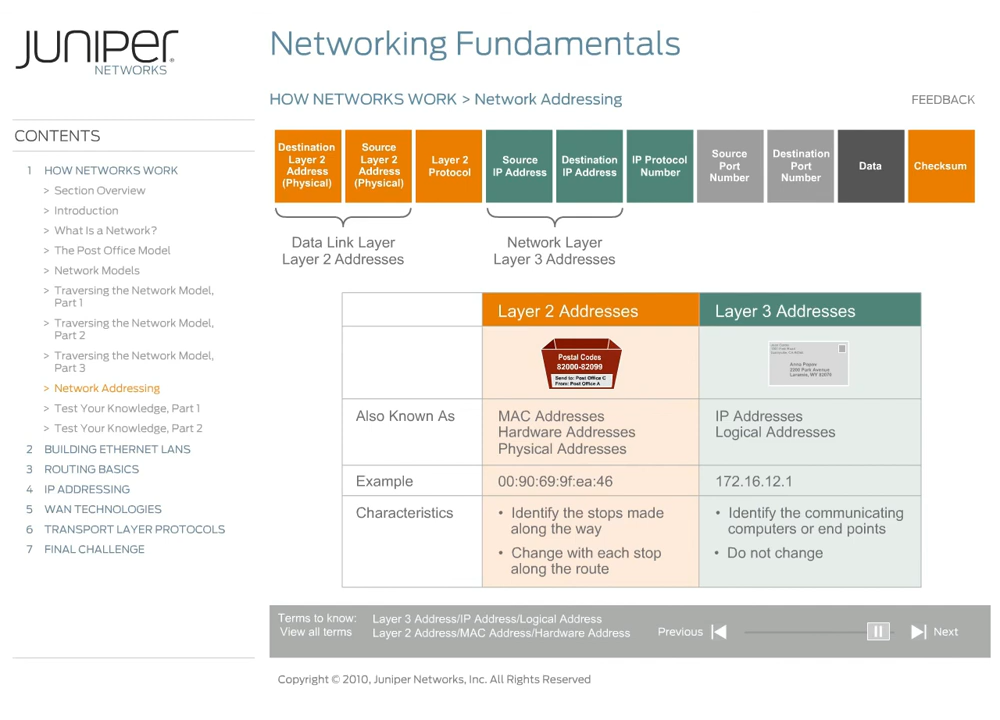 JUNIPEr
NETWORKS
Networking Fundamentals
HOW NETWORKS WORK > Network Addressing
FEEDBACK
CONTENTS
1 HOW NETWORKS WORK
> Section Overview
> Introduction
> What Is a Network?
> The Post Office Model
> Network Models
> Traversing the Network Model,
Part 1
> Traversing the Network Model,
Part 2
> Traversing the Network Model,
Part 3
> Network Addressing
> Test Your Knowledge, Part 1
> Test Your Knowledge, Part 2
2 BUILDING ETHERNET LANS
3 ROUTING BASICS
4 IP ADDRESSING
5 WAN TECHNOLOGIES
6 TRANSPORT LAYER PROTOCOLS
7 FINAL CHALLENGE
Destination
Layer 2
Address
(Physical)
Source
Layer 2
Address
(Physical)
Layer 2
Protocol
Source
IP Address
Destination
IP Address
IP Protocol
Number
Source
Port
Number
Destination
Port
Number
Data
Checksum
Data Link Layer
Layer 2 Addresses
Network Layer
Layer 3 Addresses
Layer 2 Addresses
Layer 3 Addresses
Postal Codes
82000-82099
Send to: Post Office C
From: Post Office A
Anna Popov
2200 Park Avenue
Laramie, WY 82070
Also Known As
MAC Addresses
Hardware Addresses
Physical Addresses
IP Addresses
Logical Addresses
Example
00:90:69:9f:ea:46
172.16.12.1
Characteristics
• Identify the stops made
along the way
• Change with each stop
along the route
• Identify the communicating
computers or end points
• Do not change
Terms to know: Layer 3 Address/IP Address/Logical Address
View all terms Layer 2 Address/MAC Address/Hardware Address
Previous
Next
Copyright © 2010, Juniper Networks, Inc. All Rights Reserved